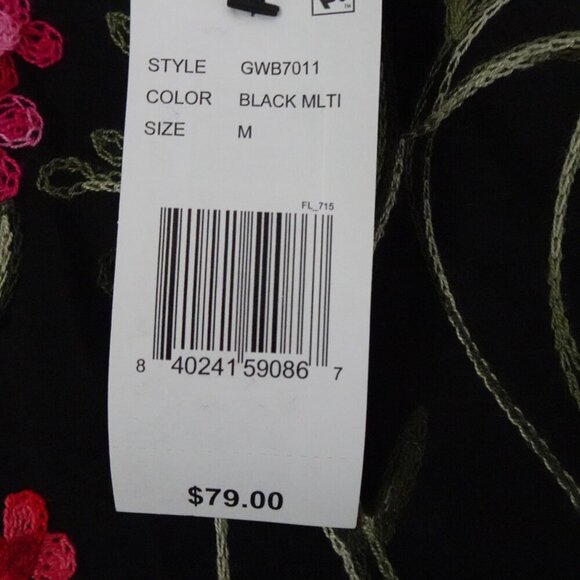 STYLE GWB7011
COLOR BLACK MLTI
SIZE M
FL_715
8 40241 59086 7
$79.00